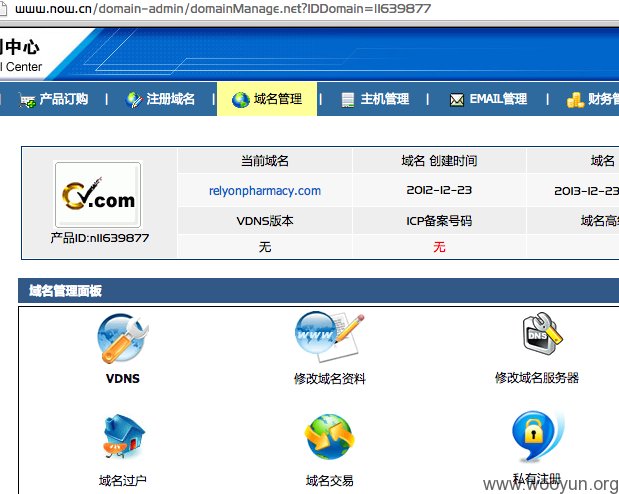 www.now.cn/domain-admin/domainManage.net?IDDomain=11639877
制中心
l Center
产品订购 | 注册域名 | 域名管理 | 主机管理 | EMAIL管理 | 财务管
CV.com
产品ID:n11639877
当前域名 域名 创建时间 域名
relyonpharmacy.com 2012-12-23 2013-12-23
VDNS版本 ICP备案号码 域名高
无 无
域名管理面板
www DNS
VDNS 修改域名资料 修改域名服务器
域名过户 域名交易 私有注册
www.wooyun.org